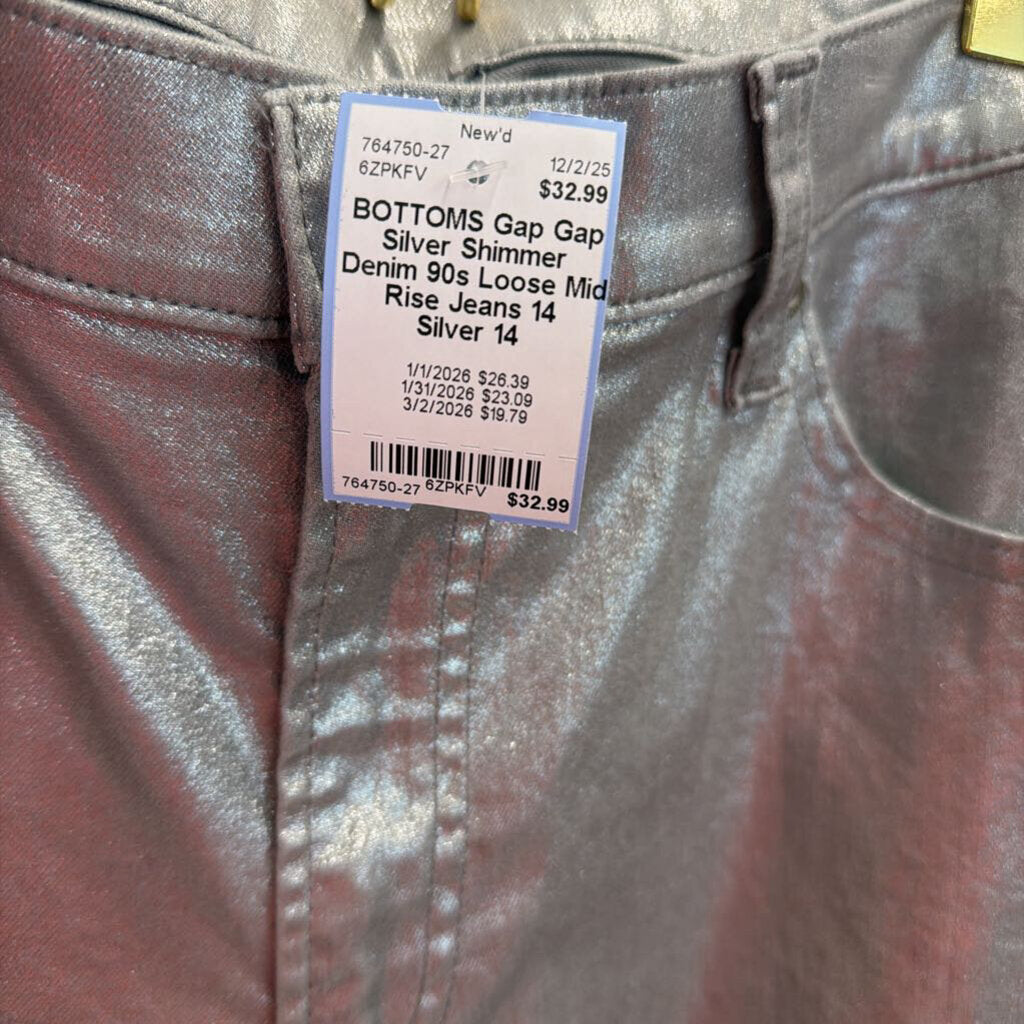 New'd
764750-27
6ZPKFV
12/2/25
$32.99
BOTTOMS Gap Gap
Silver Shimmer
Denim 90s Loose Mid
Rise Jeans 14
Silver 14
1/1/2026 $26.39
1/31/2026 $23.09
3/2/2026 $19.79
764750-27 6ZPKFV $32.99